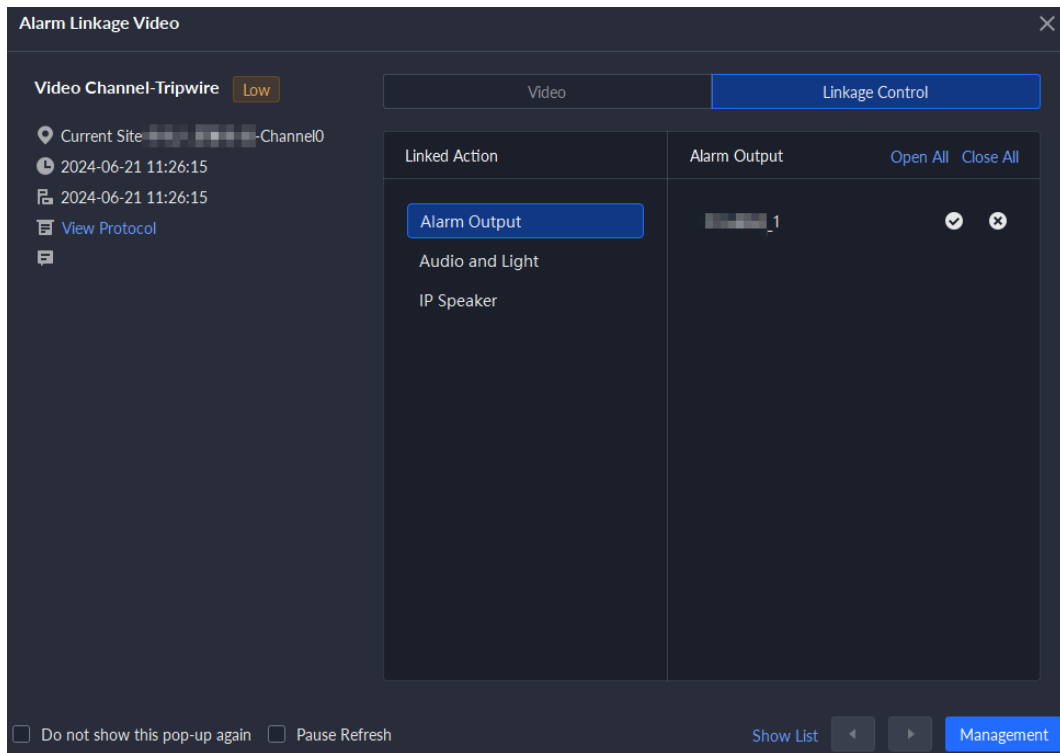 Alarm Linkage Video
Video Channel-Tripwire Low
Current Site -Channel0
2024-06-21 11:26:15
2024-06-21 11:26:15
View Protocol
Video
Linkage Control
Linked Action
Alarm Output
Audio and Light
IP Speaker
Alarm Output Open All Close All
_1
Do not show this pop-up again Pause Refresh
Show List Management